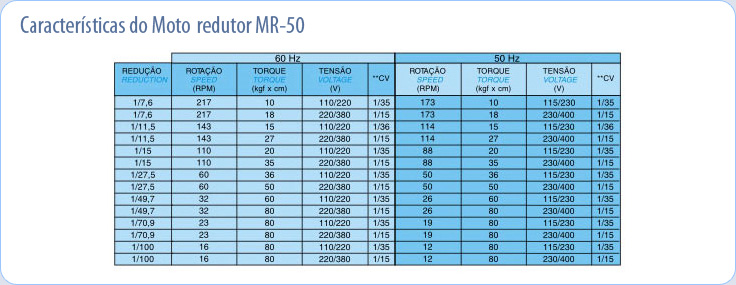 Características do Moto redutor MR-50
60 Hz 50 Hz
REDUÇÃO ROTAÇÃO TORQUE TENSÃO **CV ROTAÇÃO TORQUE TENSÃO **CV
REDUCTION SPEED TORQUE VOLTAGE SPEED TORQUE VOLTAGE
(RPM) (kgf x cm) (V) (RPM) (kgf x cm) (V)
1/7,6 217 10 110/220 1/35 173 10 115/230 1/35
1/7,6 217 18 220/380 1/15 173 18 230/400 1/15
1/11,5 143 15 110/220 1/36 114 15 115/230 1/36
1/11,5 143 27 220/380 1/15 114 27 230/400 1/15
1/15 110 20 110/220 1/35 88 20 115/230 1/35
1/15 110 35 220/380 1/15 88 35 230/400 1/15
1/27,5 60 36 110/220 1/35 50 36 115/230 1/35
1/27,5 60 50 220/380 1/15 50 50 230/400 1/15
1/49,7 32 60 110/220 1/35 26 60 115/230 1/35
1/49,7 32 80 220/380 1/15 26 80 230/400 1/15
1/70,9 23 80 110/220 1/35 19 80 115/230 1/35
1/70,9 23 80 220/380 1/15 19 80 230/400 1/15
1/100 16 80 110/220 1/35 12 80 115/230 1/35
1/100 16 80 220/380 1/15 12 80 230/400 1/15